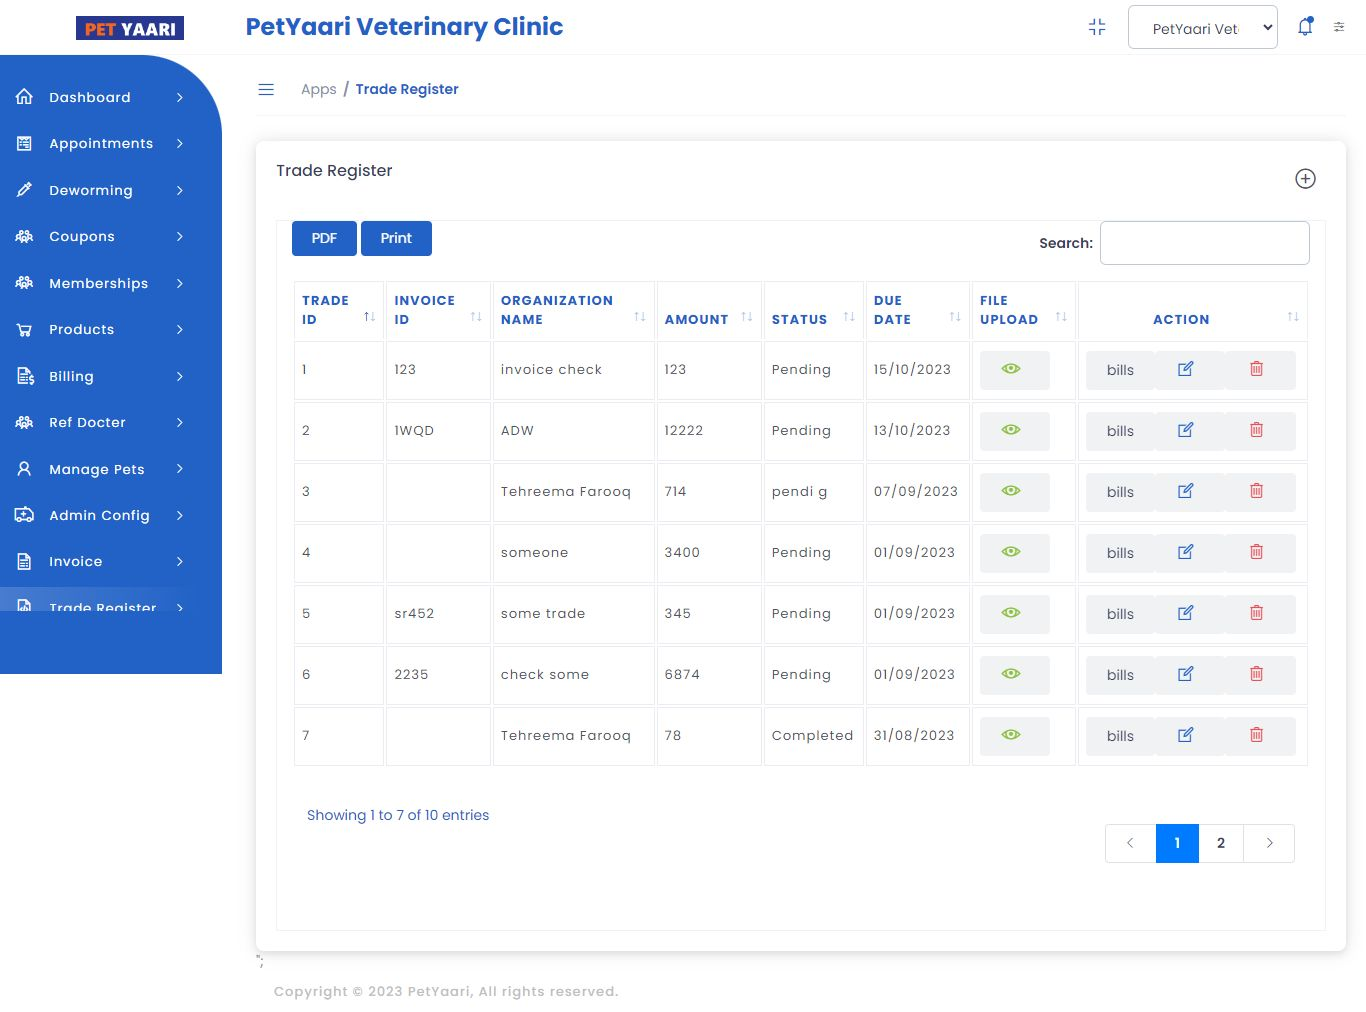 PET YAARI
PetYaari Veterinary Clinic
PetYaari Vet
Dashboard
Appointments
Deworming
Coupons
Memberships
Products
Billing
Ref Docter
Manage Pets
Admin Config
Invoice
Trade Register
Apps / Trade Register
Trade Register
PDF Print
Search:
TRADE ID INVOICE ID ORGANIZATION NAME AMOUNT STATUS DUE DATE FILE UPLOAD ACTION
1 123 invoice check 123 Pending 15/10/2023 bills
2 1WQD ADW 12222 Pending 13/10/2023 bills
3 Tehreema Farooq 714 pendi g 07/09/2023 bills
4 someone 3400 Pending 01/09/2023 bills
5 sr452 some trade 345 Pending 01/09/2023 bills
6 2235 check some 6874 Pending 01/09/2023 bills
7 Tehreema Farooq 78 Completed 31/08/2023 bills
Showing 1 to 7 of 10 entries
1 2
";
Copyright © 2023 PetYaari, All rights reserved.